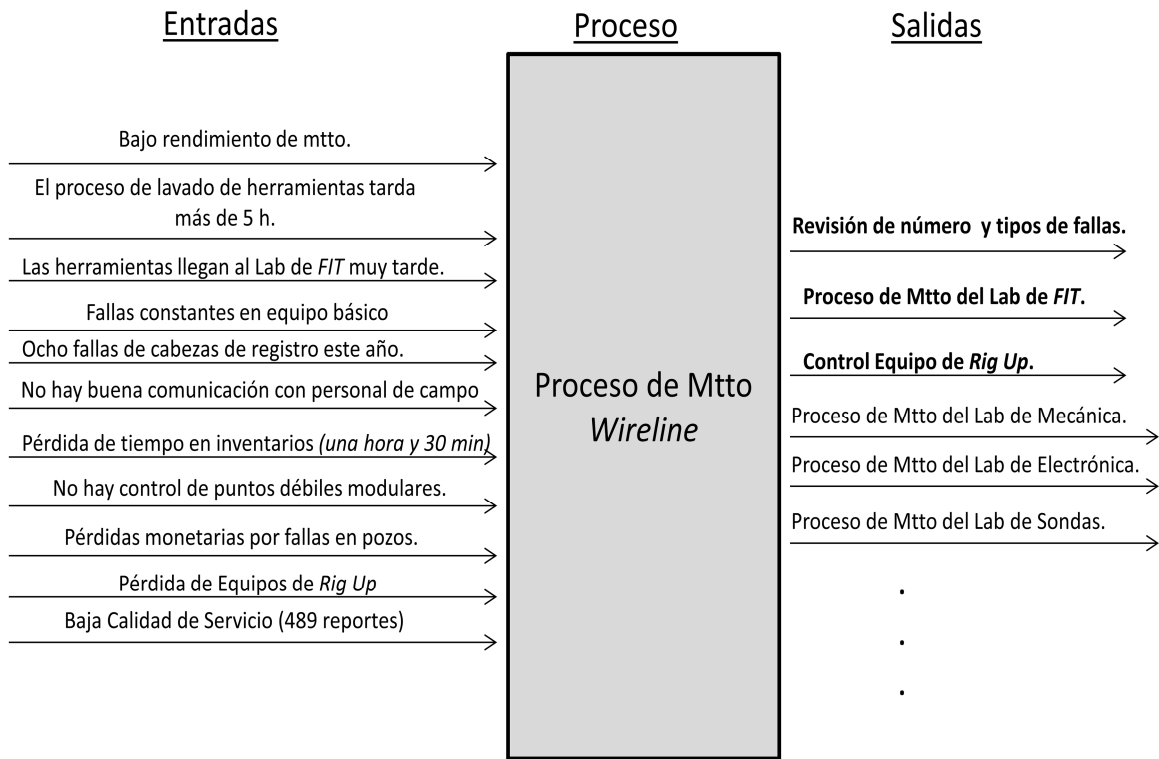 Entradas
Proceso
Salidas
Bajo rendimiento de mtto.
El proceso de lavado de herramientas tarda
más de 5 h.
Las herramientas llegan al Lab de FIT muy tarde.
Fallas constantes en equipo básico
Ocho fallas de cabezas de registro este año.
No hay buena comunicación con personal de campo
Pérdida de tiempo en inventarios (una hora y 30 min)
No hay control de puntos débiles modulares.
Pérdidas monetarias por fallas en pozos.
Pérdida de Equipos de Rig Up
Baja Calidad de Servicio (489 reportes)
Proceso de Mtto
Wireline
Revisión de número y tipos de fallas.
Proceso de Mtto del Lab de FIT.
Control Equipo de Rig Up.
Proceso de Mtto del Lab de Mecánica.
Proceso de Mtto del Lab de Electrónica.
Proceso de Mtto del Lab de Sondas.
.
.
.